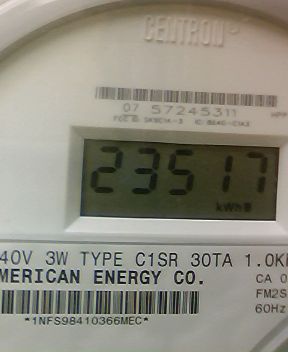 CENTRON
07 57245311
23517
kWh
40V 3W TYPE C1SR 30TA 1.0K
MERICAN ENERGY CO.
CA 0
FM2S
60Hz
*1NFS98410366MEC*